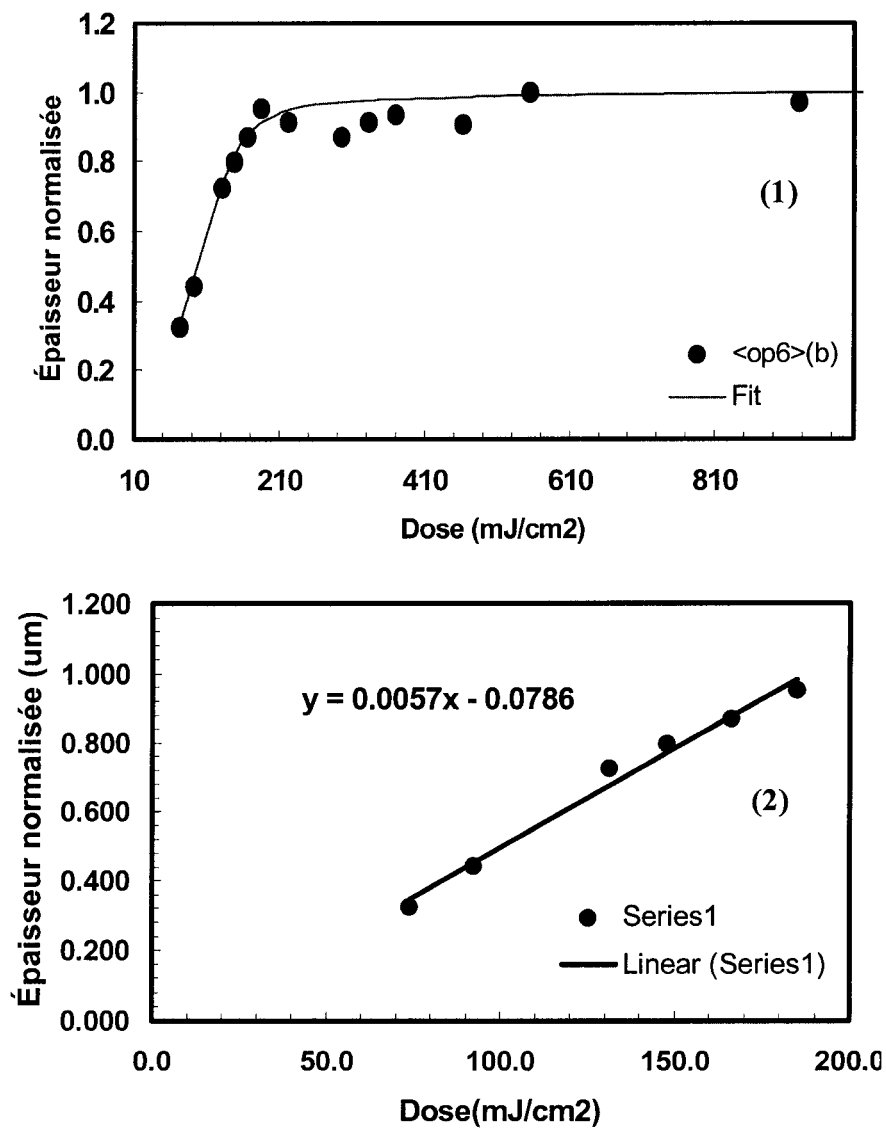 1.2
1.0
0.8
0.6
0.4
0.2
0.0
Épaisseur normalisée
(1)
<op6>(b)
Fit
10 210 410 610 810
Dose (mJ/cm2)
1.200
1.000
0.800
0.600
0.400
0.200
0.000
Épaisseur normalisée (um)
y = 0.0057x - 0.0786
(2)
Series1
Linear (Series1)
0.0 50.0 100.0 150.0 200.0
Dose(mJ/cm2)